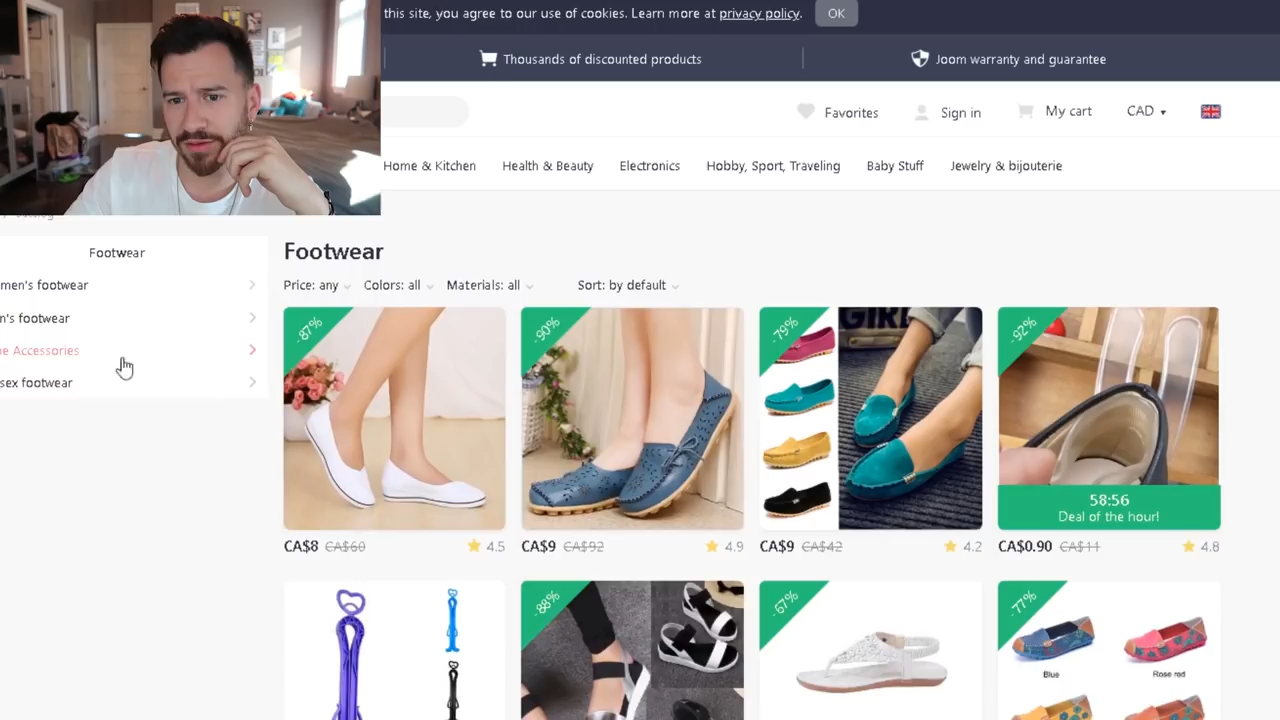 this site, you agree to our use of cookies. Learn more at privacy policy. OK
Thousands of discounted products
Joom warranty and guarantee
Favorites
Sign in
My cart
CAD
Home & Kitchen
Health & Beauty
Electronics
Hobby, Sport, Traveling
Baby Stuff
Jewelry & bijouterie
Footwear
men's footwear
n's footwear
e Accessories
sex footwear
Footwear
Price: any
Colors: all
Materials: all
Sort: by default
-87%
-90%
-79%
GIRL
-92%
58:56
Deal of the hour!
CA$8 CA$60
4.5
CA$9 CA$92
4.9
CA$9 CA$42
4.2
CA$0.90 CA$11
4.8
-88%
-67%
-77%
Blue
Rose red